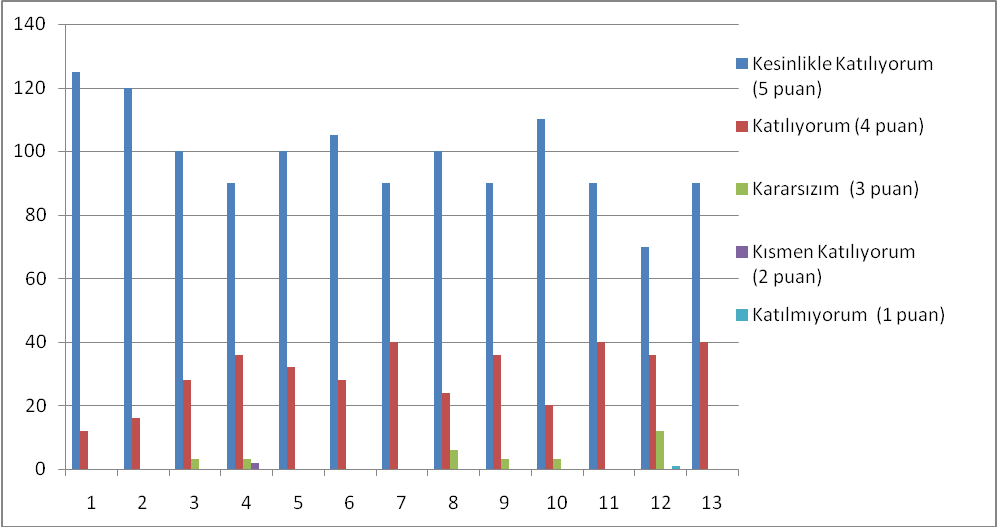 140
120
100
80
60
40
20
0
1 2 3 4 5 6 7 8 9 10 11 12 13
Kesinlikle Katılıyorum
(5 puan)
Katılıyorum (4 puan)
Kararsızım (3 puan)
Kısmen Katılıyorum
(2 puan)
Katılmıyorum (1 puan)